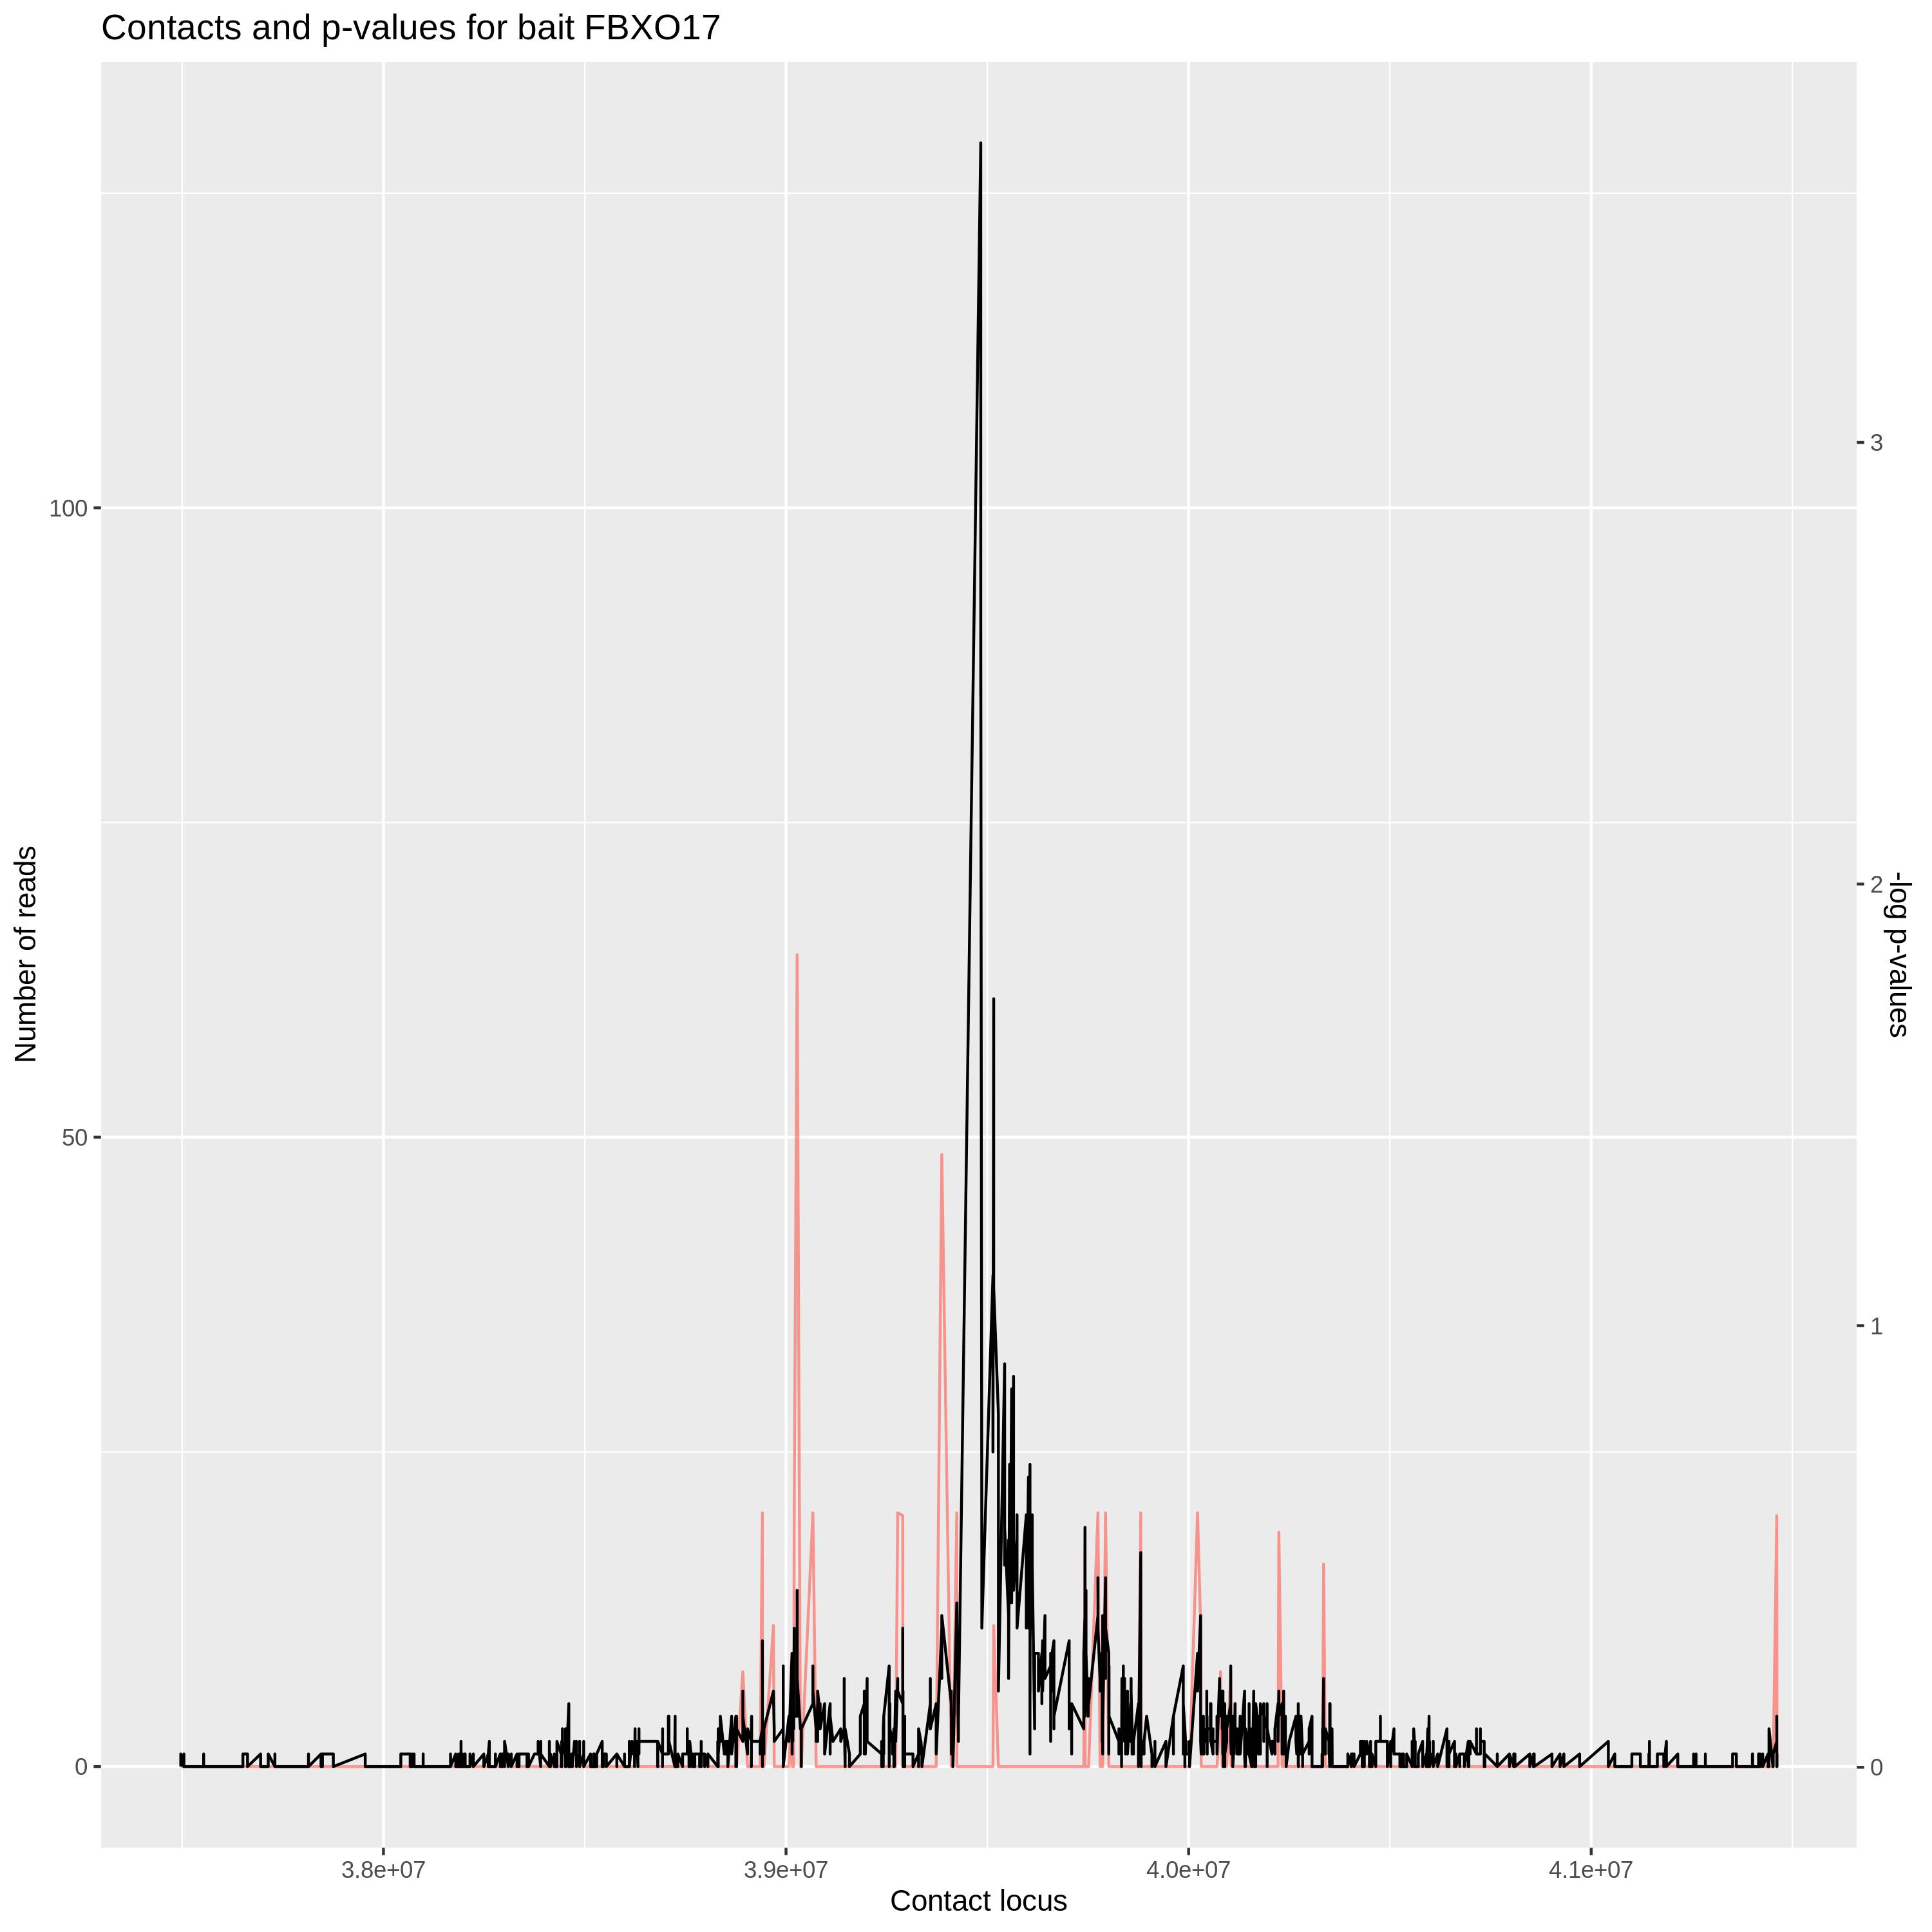 Contacts and p-values for bait FBXO17
Number of reads
100
50
0
3
2
1
0
-log p-values
3.8e+07
3.9e+07
4.0e+07
4.1e+07
Contact locus